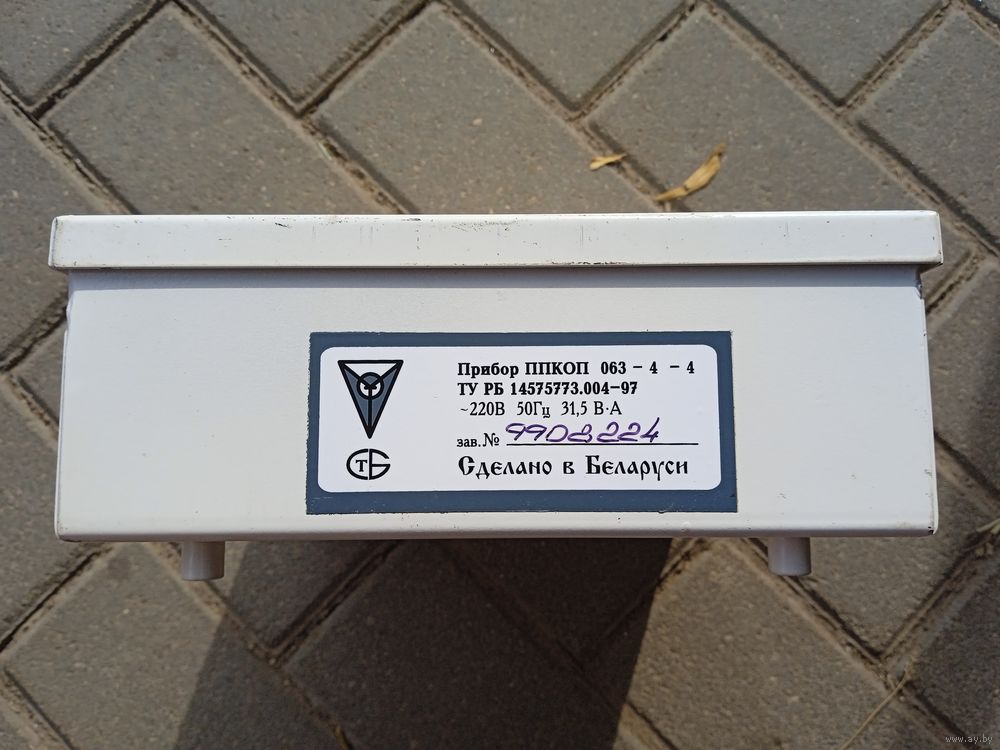 Прибор ППКОП 063 - 4 - 4
ТУ РБ 14575773.004-97
~220В 50Гц 31,5 В·А
зав.№ 9908224
СТБ
Сделано в Беларуси
www.ay.by